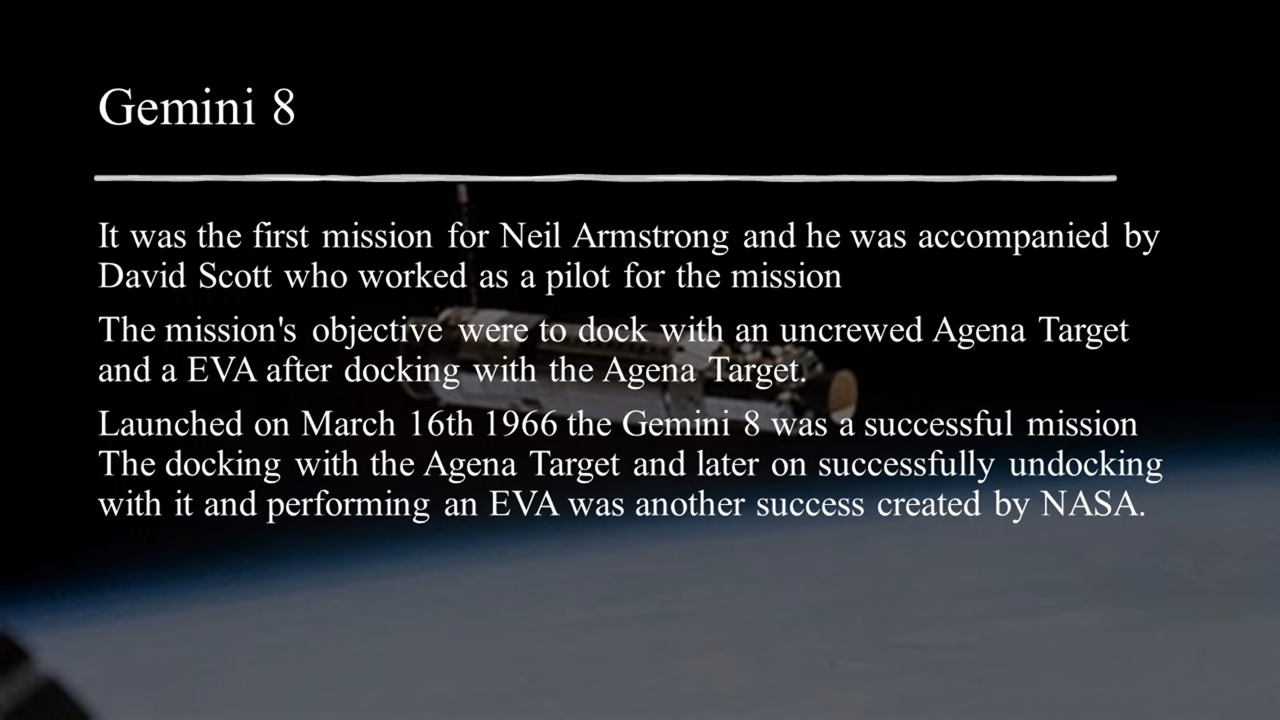 Gemini 8
It was the first mission for Neil Armstrong and he was accompanied by
David Scott who worked as a pilot for the mission
The mission's objective were to dock with an uncrewed Agena Target
and a EVA after docking with the Agena Target.
Launched on March 16th 1966 the Gemini 8 was a successful mission
The docking with the Agena Target and later on successfully undocking
with it and performing an EVA was another success created by NASA.